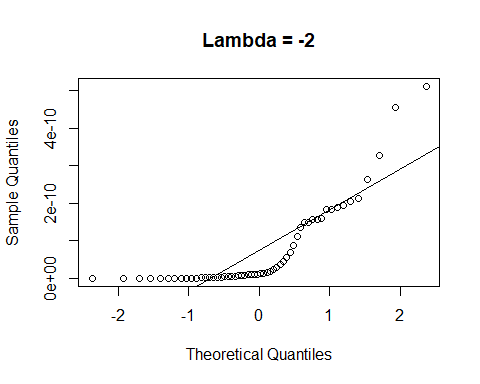 Lambda = -2
Sample Quantiles
4e-10
2e-10
0e+00
-2 -1 0 1 2
Theoretical Quantiles